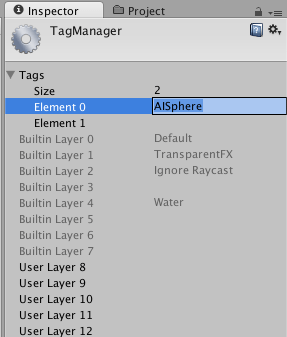 Inspector Project
TagManager
Tags
Size 2
Element 0 AISphere
Element 1
Builtin Layer 0 Default
Builtin Layer 1 TransparentFX
Builtin Layer 2 Ignore Raycast
Builtin Layer 3
Builtin Layer 4 Water
Builtin Layer 5
Builtin Layer 6
Builtin Layer 7
User Layer 8
User Layer 9
User Layer 10
User Layer 11
User Layer 12